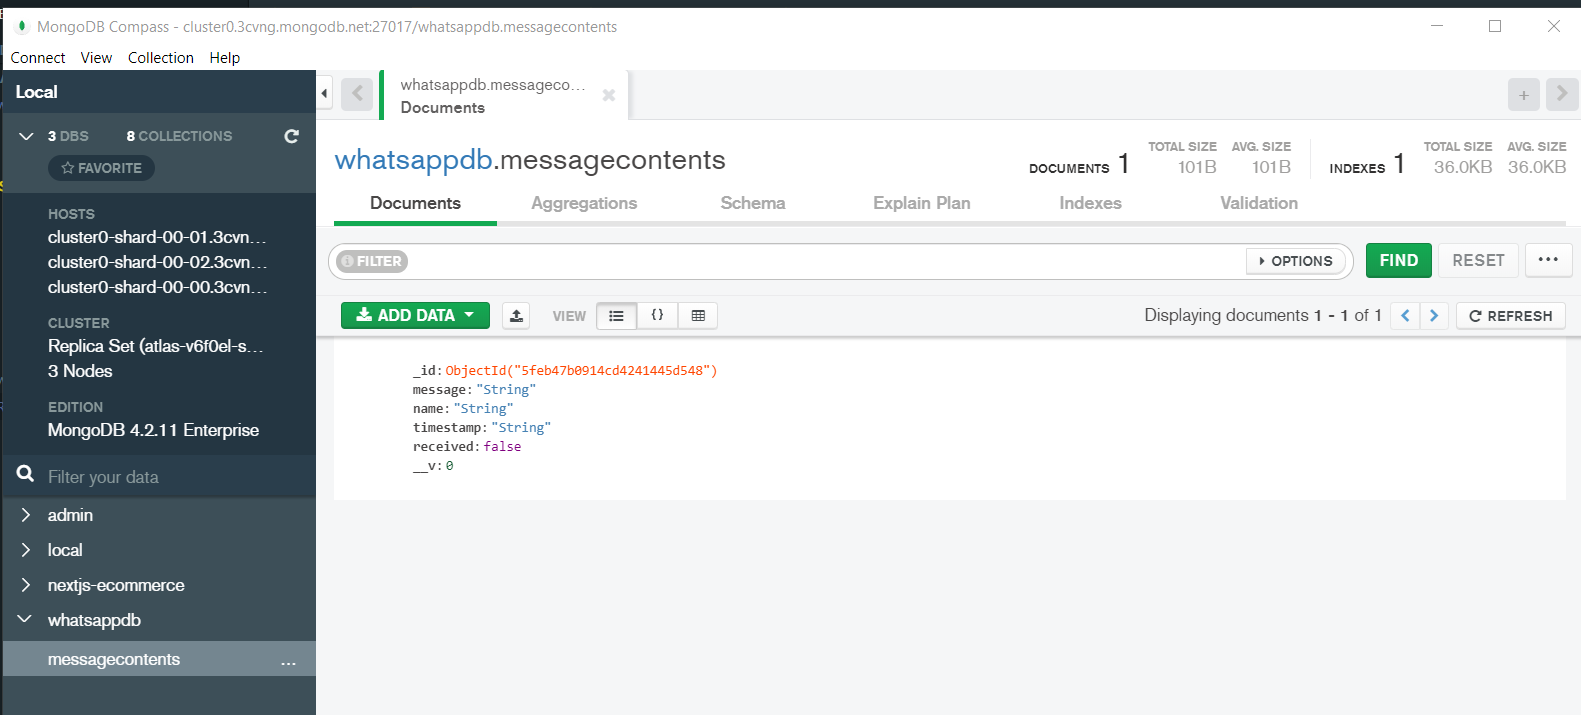 MongoDB Compass - cluster0.3cvng.mongodb.net:27017/whatsappdb.messagecontents
Connect View Collection Help
Local
3 DBS 8 COLLECTIONS
FAVORITE
HOSTS
cluster0-shard-00-01.3cvn...
cluster0-shard-00-02.3cvn...
cluster0-shard-00-00.3cvn...
CLUSTER
Replica Set (atlas-v6f0el-s...
3 Nodes
EDITION
MongoDB 4.2.11 Enterprise
Filter your data
admin
local
nextjs-ecommerce
whatsappdb
messagecontents ...
whatsappdb.messageco...
Documents
whatsappdb.messagecontents
DOCUMENTS 1 TOTAL SIZE 101B AVG. SIZE 101B INDEXES 1 TOTAL SIZE 36.0KB AVG. SIZE 36.0KB
Documents Aggregations Schema Explain Plan Indexes Validation
FILTER OPTIONS FIND RESET ...
ADD DATA VIEW {} Displaying documents 1 - 1 of 1 REFRESH
_id: ObjectId("5feb47b0914cd4241445d548")
message: "String"
name: "String"
timestamp: "String"
received: false
__v: 0